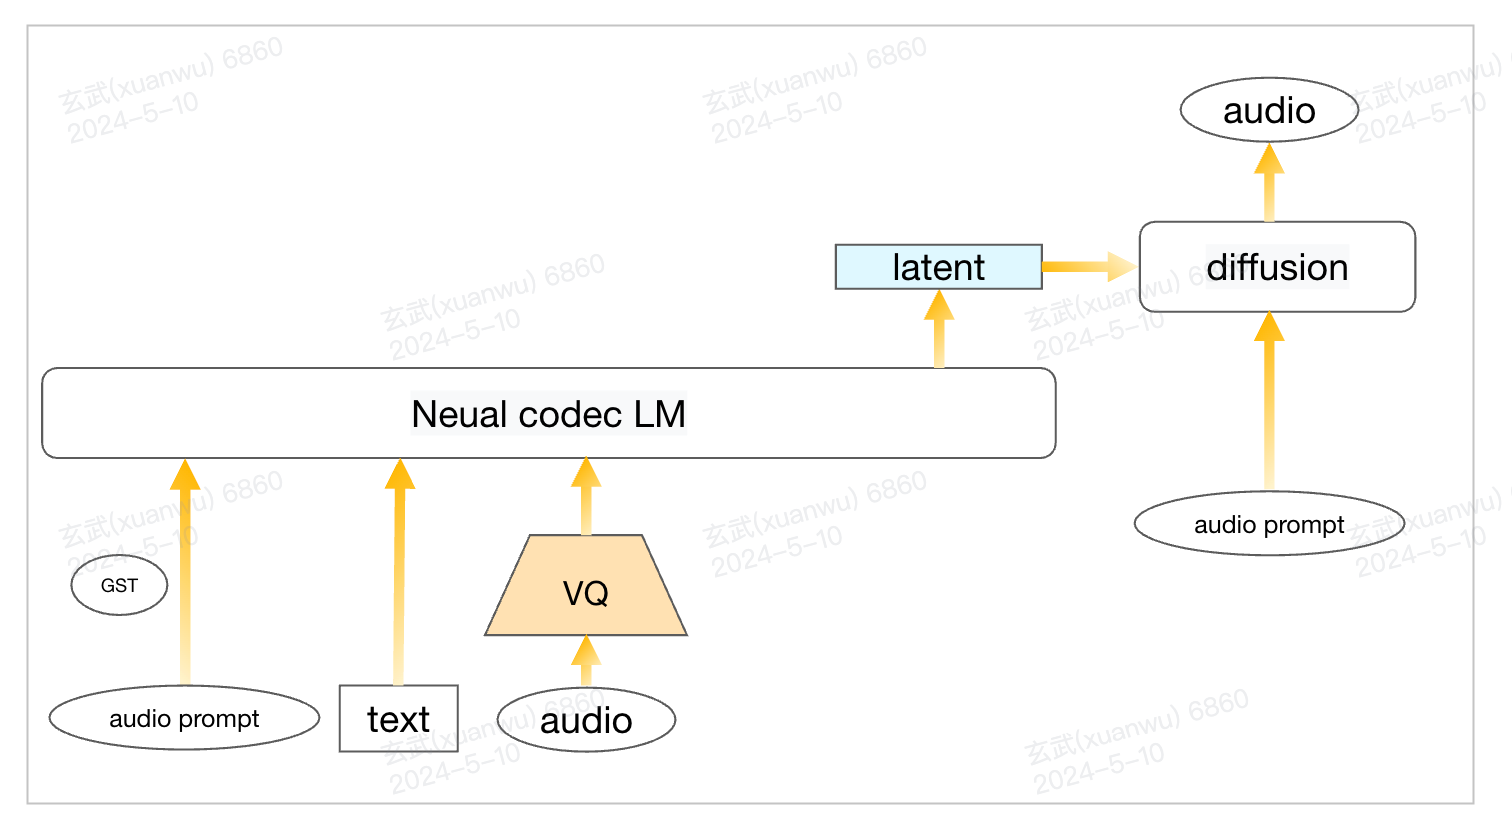 玄武(xuanwu) 6860
2024-5-10
玄武(xuanwu) 6860
2024-5-10
玄武(xuanwu)
2024-5-10
audio
玄武(xuanwu) 6860
2024-5-10
玄武(xuanwu) 6860
2024-5-10
latent
diffusion
Neual codec LM
玄武(xuanwu) 6860
2024-5-10
玄武(xuanwu) 6860
2024-5-10
玄武(xuanwu)
2024-5-10
audio prompt
GST
VQ
audio prompt
text
audio
玄武(xuanwu) 6860
2024-5-10
玄武(xuanwu) 6860
2024-5-10